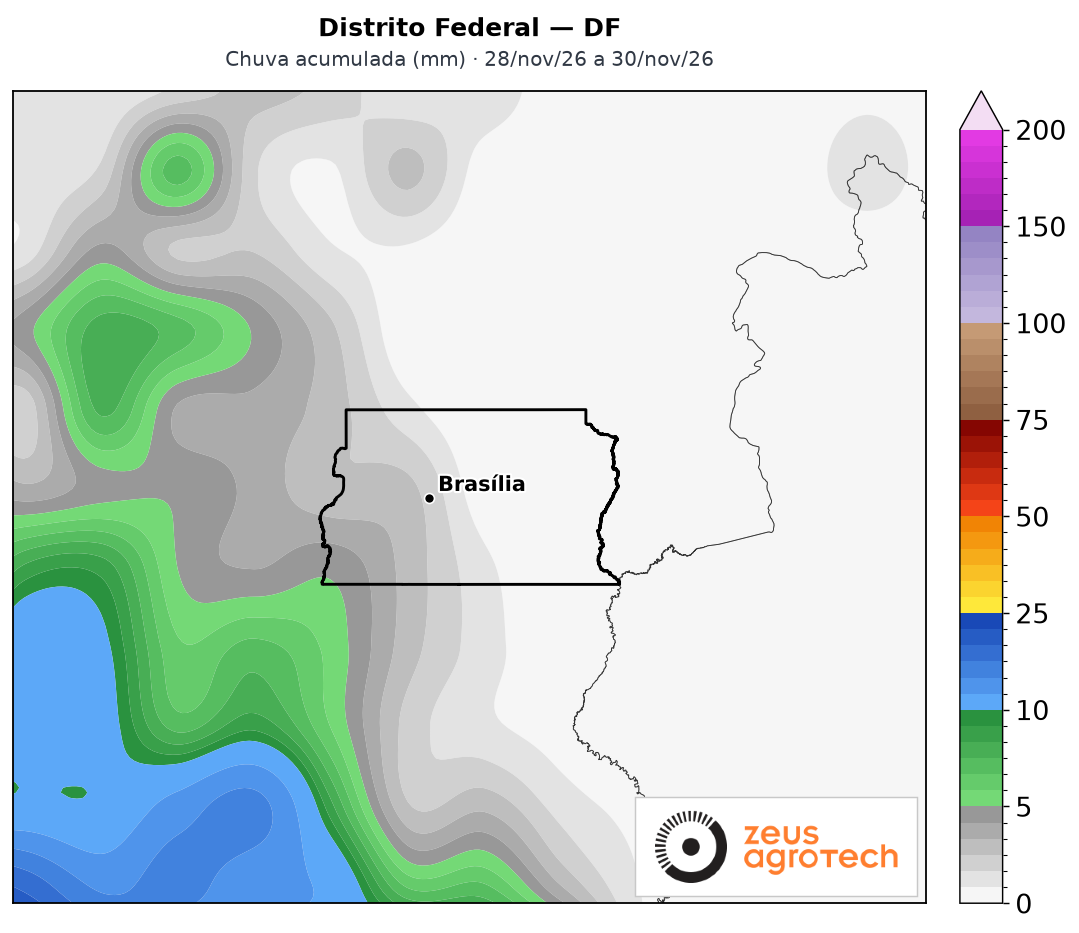 Distrito Federal — DF
Chuva acumulada (mm) · 28/nov/26 a 30/nov/26
200
150
100
75
50
25
10
5
0
Brasília
zeus
agrotech